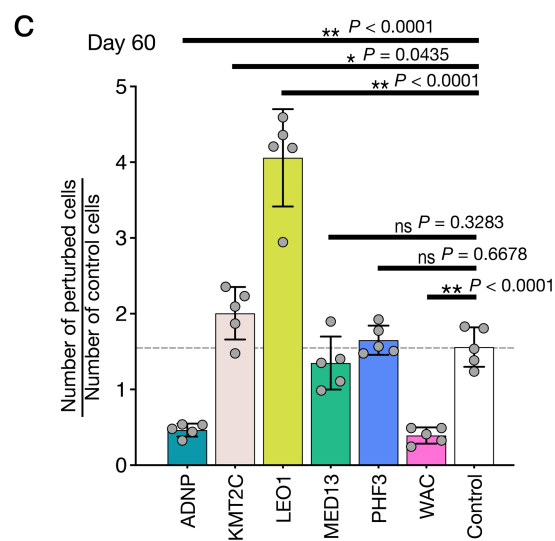 C
Day 60
** P < 0.0001
* P = 0.0435
** P < 0.0001
ns P = 0.3283
ns P = 0.6678
** P < 0.0001
Number of perturbed cells
Number of control cells
5
4
3
2
1
0
ADNP
KMT2C
LEO1
MED13
PHF3
WAC
Control